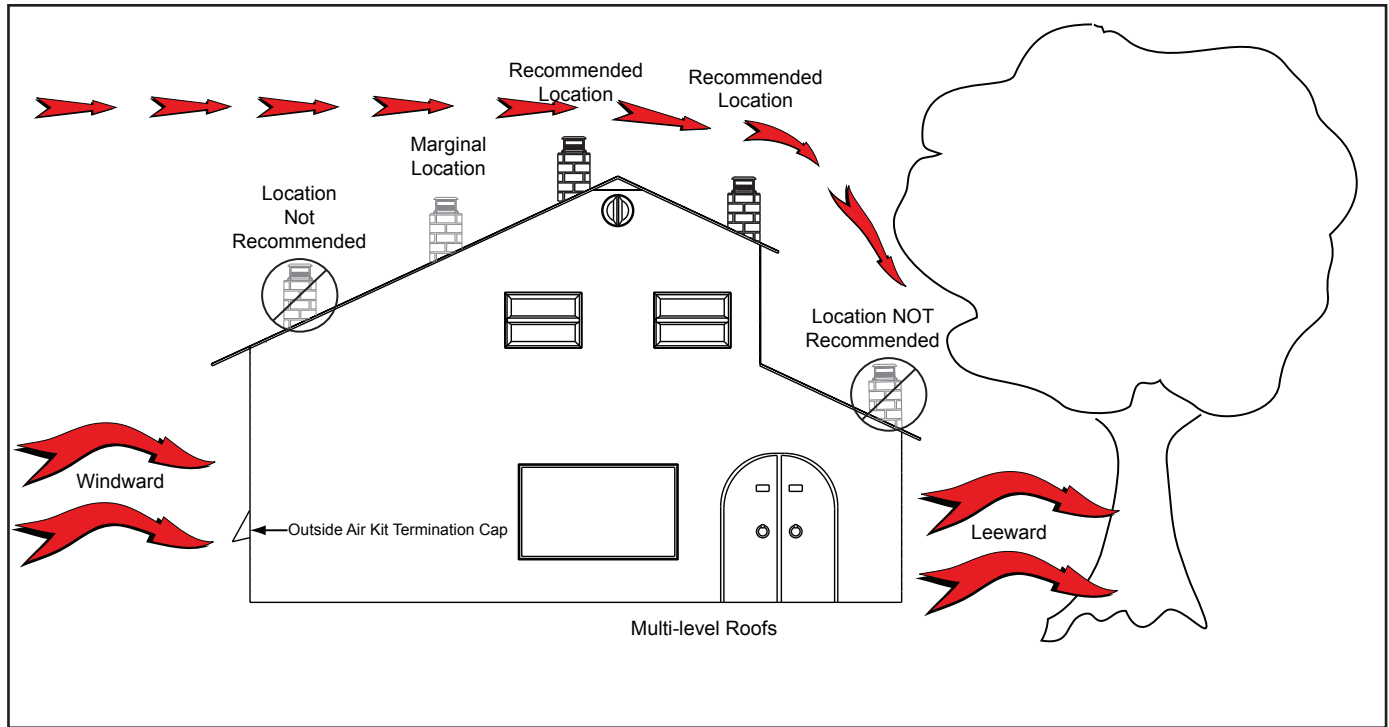 Recommended
Location
Recommended
Location
Marginal
Location
Location
Not
Recommended
Location NOT
Recommended
Windward
Outside Air Kit Termination Cap
Leeward
Multi-level Roofs